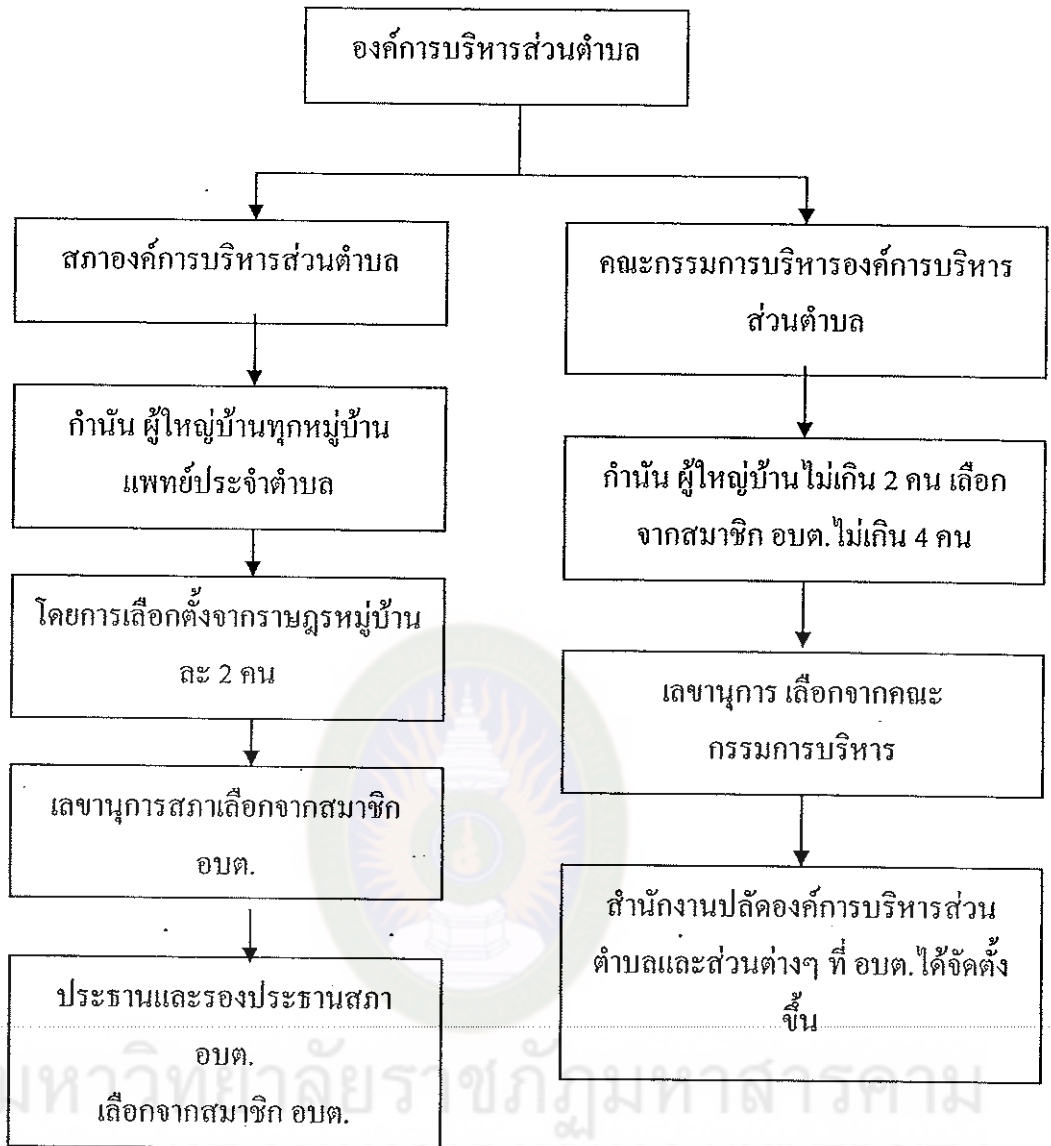 องค์การบริหารส่วนตำบล
สภาองค์การบริหารส่วนตำบล
กำนัน ผู้ใหญ่บ้านทุกหมู่บ้าน
แพทย์ประจำตำบล
โดยการเลือกตั้งจากราษฎรหมู่บ้าน
ละ 2 คน
เลขานุการสภาเลือกจากสมาชิก
อบต.
ประธานและรองประธานสภา
อบต.
เลือกจากสมาชิก อบต.
คณะกรรมการบริหารองค์การบริหาร
ส่วนตำบล
กำนัน ผู้ใหญ่บ้าน ไม่เกิน 2 คน เลือก
จากสมาชิก อบต. ไม่เกิน 4 คน
เลขานุการ เลือกจากคณะ
กรรมการบริหาร
สำนักงานปลัดองค์การบริหารส่วน
ตำบลและส่วนต่างๆ ที่ อบต. ได้จัดตั้ง
ขึ้น
มหาวิทยาลัยราชภัฏมหาสารคาม